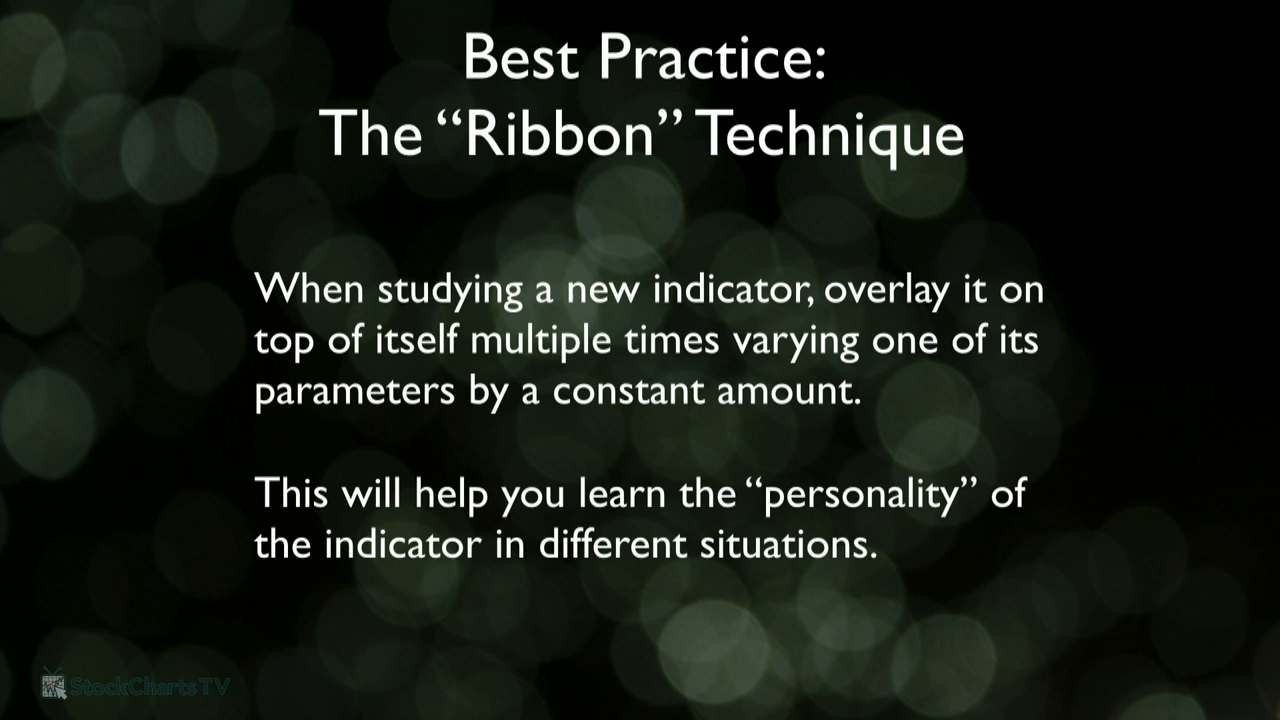 Best Practice:
The “Ribbon” Technique
When studying a new indicator, overlay it on
top of itself multiple times varying one of its
parameters by a constant amount.
This will help you learn the “personality” of
the indicator in different situations.
StockChartsTV